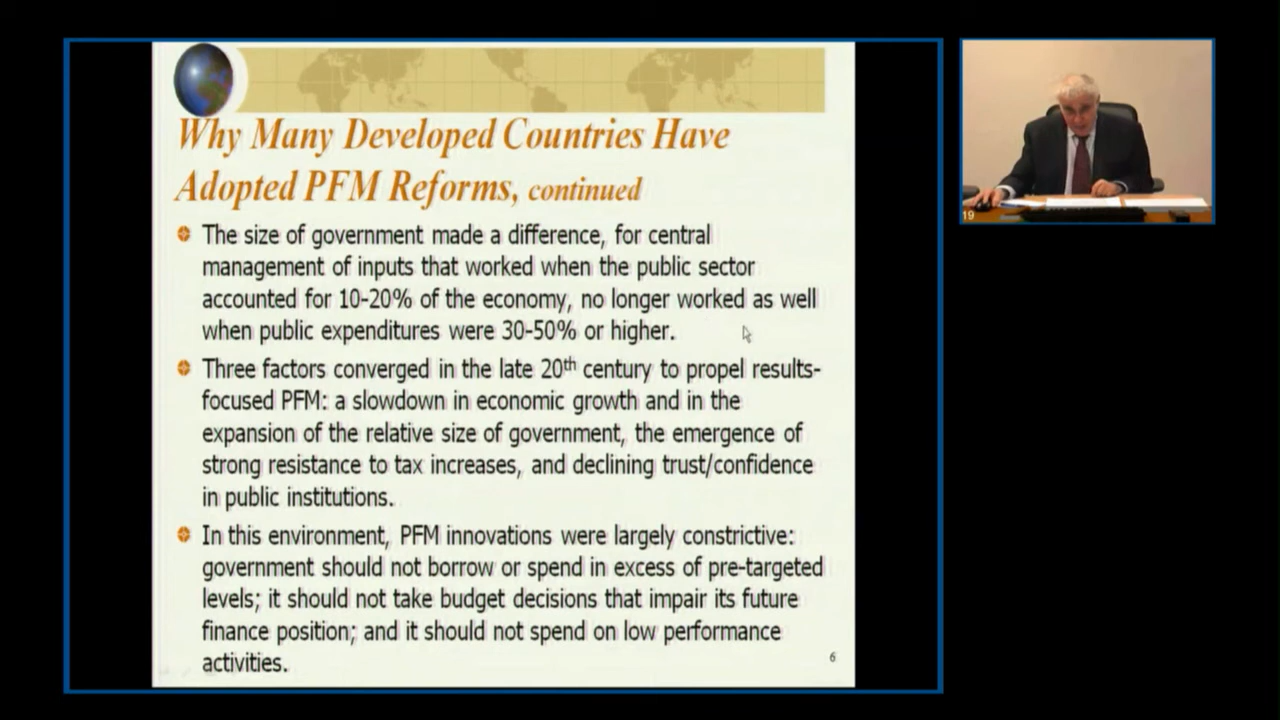 Why Many Developed Countries Have
Adopted PFM Reforms, continued
The size of government made a difference, for central
management of inputs that worked when the public sector
accounted for 10-20% of the economy, no longer worked as well
when public expenditures were 30-50% or higher.
Three factors converged in the late 20th century to propel results-
focused PFM: a slowdown in economic growth and in the
expansion of the relative size of government, the emergence of
strong resistance to tax increases, and declining trust/confidence
in public institutions.
In this environment, PFM innovations were largely constrictive:
government should not borrow or spend in excess of pre-targeted
levels; it should not take budget decisions that impair its future
finance position; and it should not spend on low performance
activities.
6
19